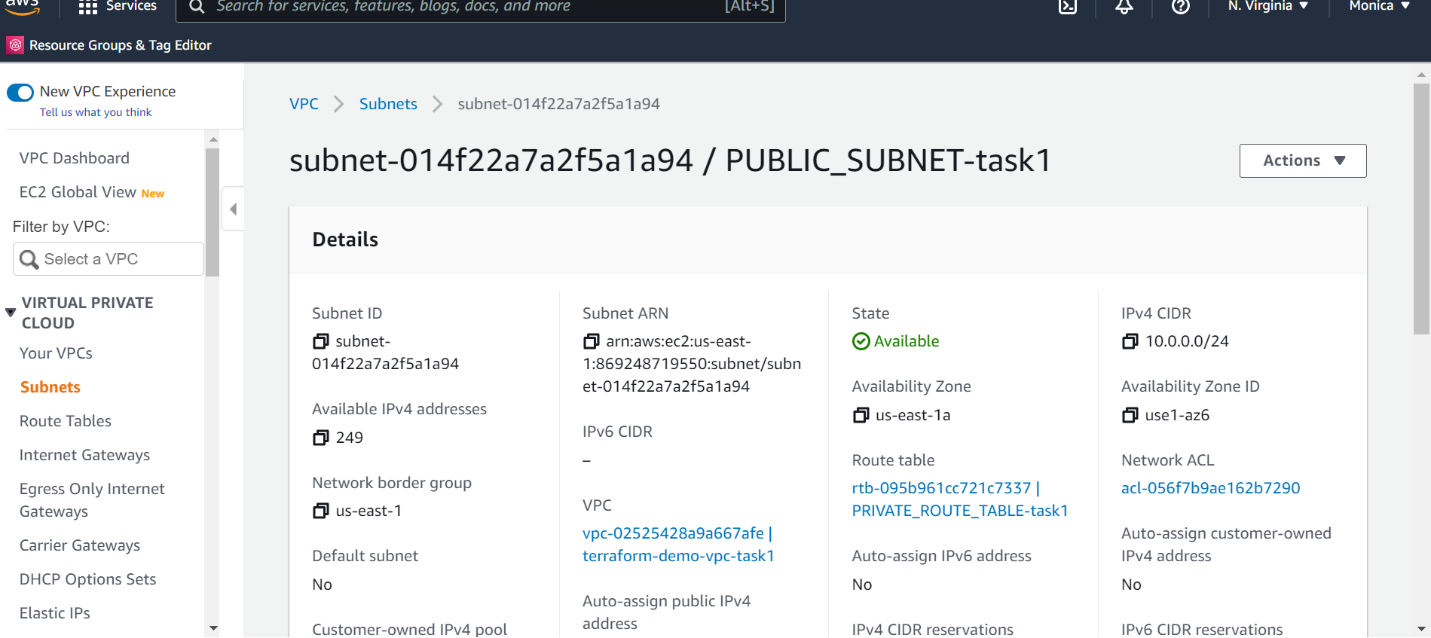 aws
Services
Search for services, features, blogs, docs, and more
[Alt+S]
N. Virginia ▼
Monica ▼
Resource Groups & Tag Editor
New VPC Experience
Tell us what you think
VPC Dashboard
EC2 Global View New
Filter by VPC:
Select a VPC
VIRTUAL PRIVATE
CLOUD
Your VPCs
Subnets
Route Tables
Internet Gateways
Egress Only Internet
Gateways
Carrier Gateways
DHCP Options Sets
Elastic IPs
VPC > Subnets > subnet-014f22a7a2f5a1a94
subnet-014f22a7a2f5a1a94 / PUBLIC_SUBNET-task1
Actions ▼
Details
Subnet ID
subnet-
014f22a7a2f5a1a94
Available IPv4 addresses
249
Network border group
us-east-1
Default subnet
No
Customer-owned IPv4 pool
Subnet ARN
arn:aws:ec2:us-east-
1:869248719550:subnet/subn
et-014f22a7a2f5a1a94
IPv6 CIDR
–
VPC
vpc-02525428a9a667afe |
terraform-demo-vpc-task1
Auto-assign public IPv4
address
State
Available
Availability Zone
us-east-1a
Route table
rtb-095b961cc721c7337 |
PRIVATE_ROUTE_TABLE-task1
Auto-assign IPv6 address
No
IPv4 CIDR reservations
IPv4 CIDR
10.0.0.0/24
Availability Zone ID
use1-az6
Network ACL
acl-056f7b9ae162b7290
Auto-assign customer-owned
IPv4 address
No
IPv6 CIDR reservations